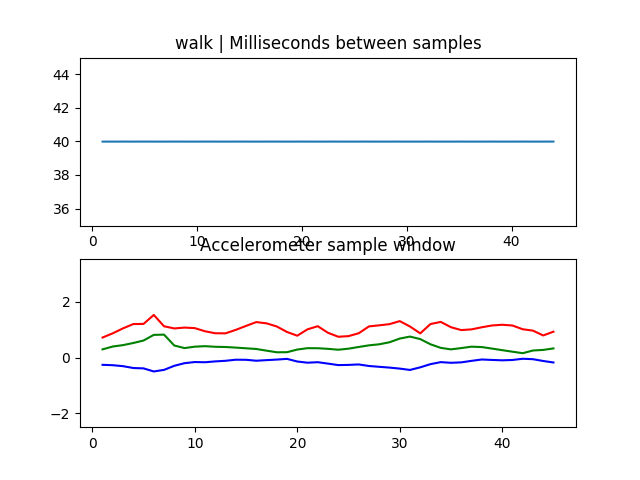 walk | Milliseconds between samples
44
42
40
38
36
0 10 20 30 40
Accelerometer sample window
2
0
−2
0 10 20 30 40